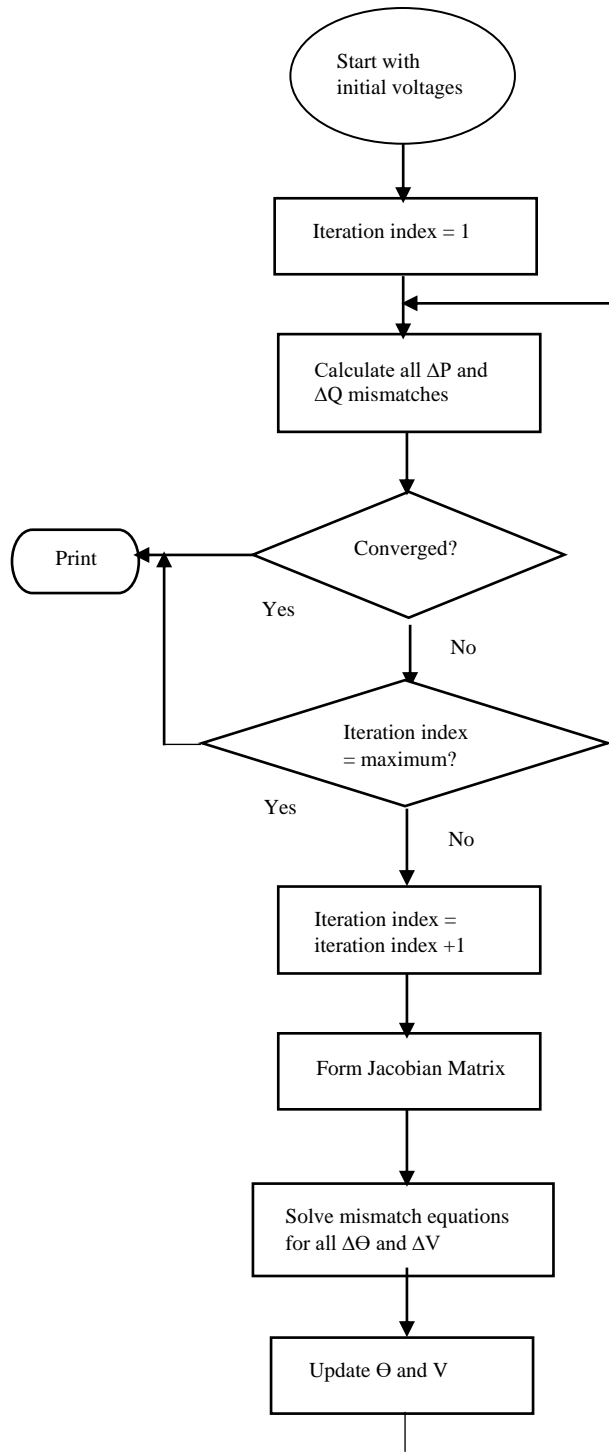 Start with
initial voltages
Iteration index = 1
Calculate all ΔP and
ΔQ mismatches
Converged?
Print
Yes
No
Iteration index
= maximum?
Yes
No
Iteration index =
iteration index +1
Form Jacobian Matrix
Solve mismatch equations
for all ΔӨ and ΔV
Update Ө and V